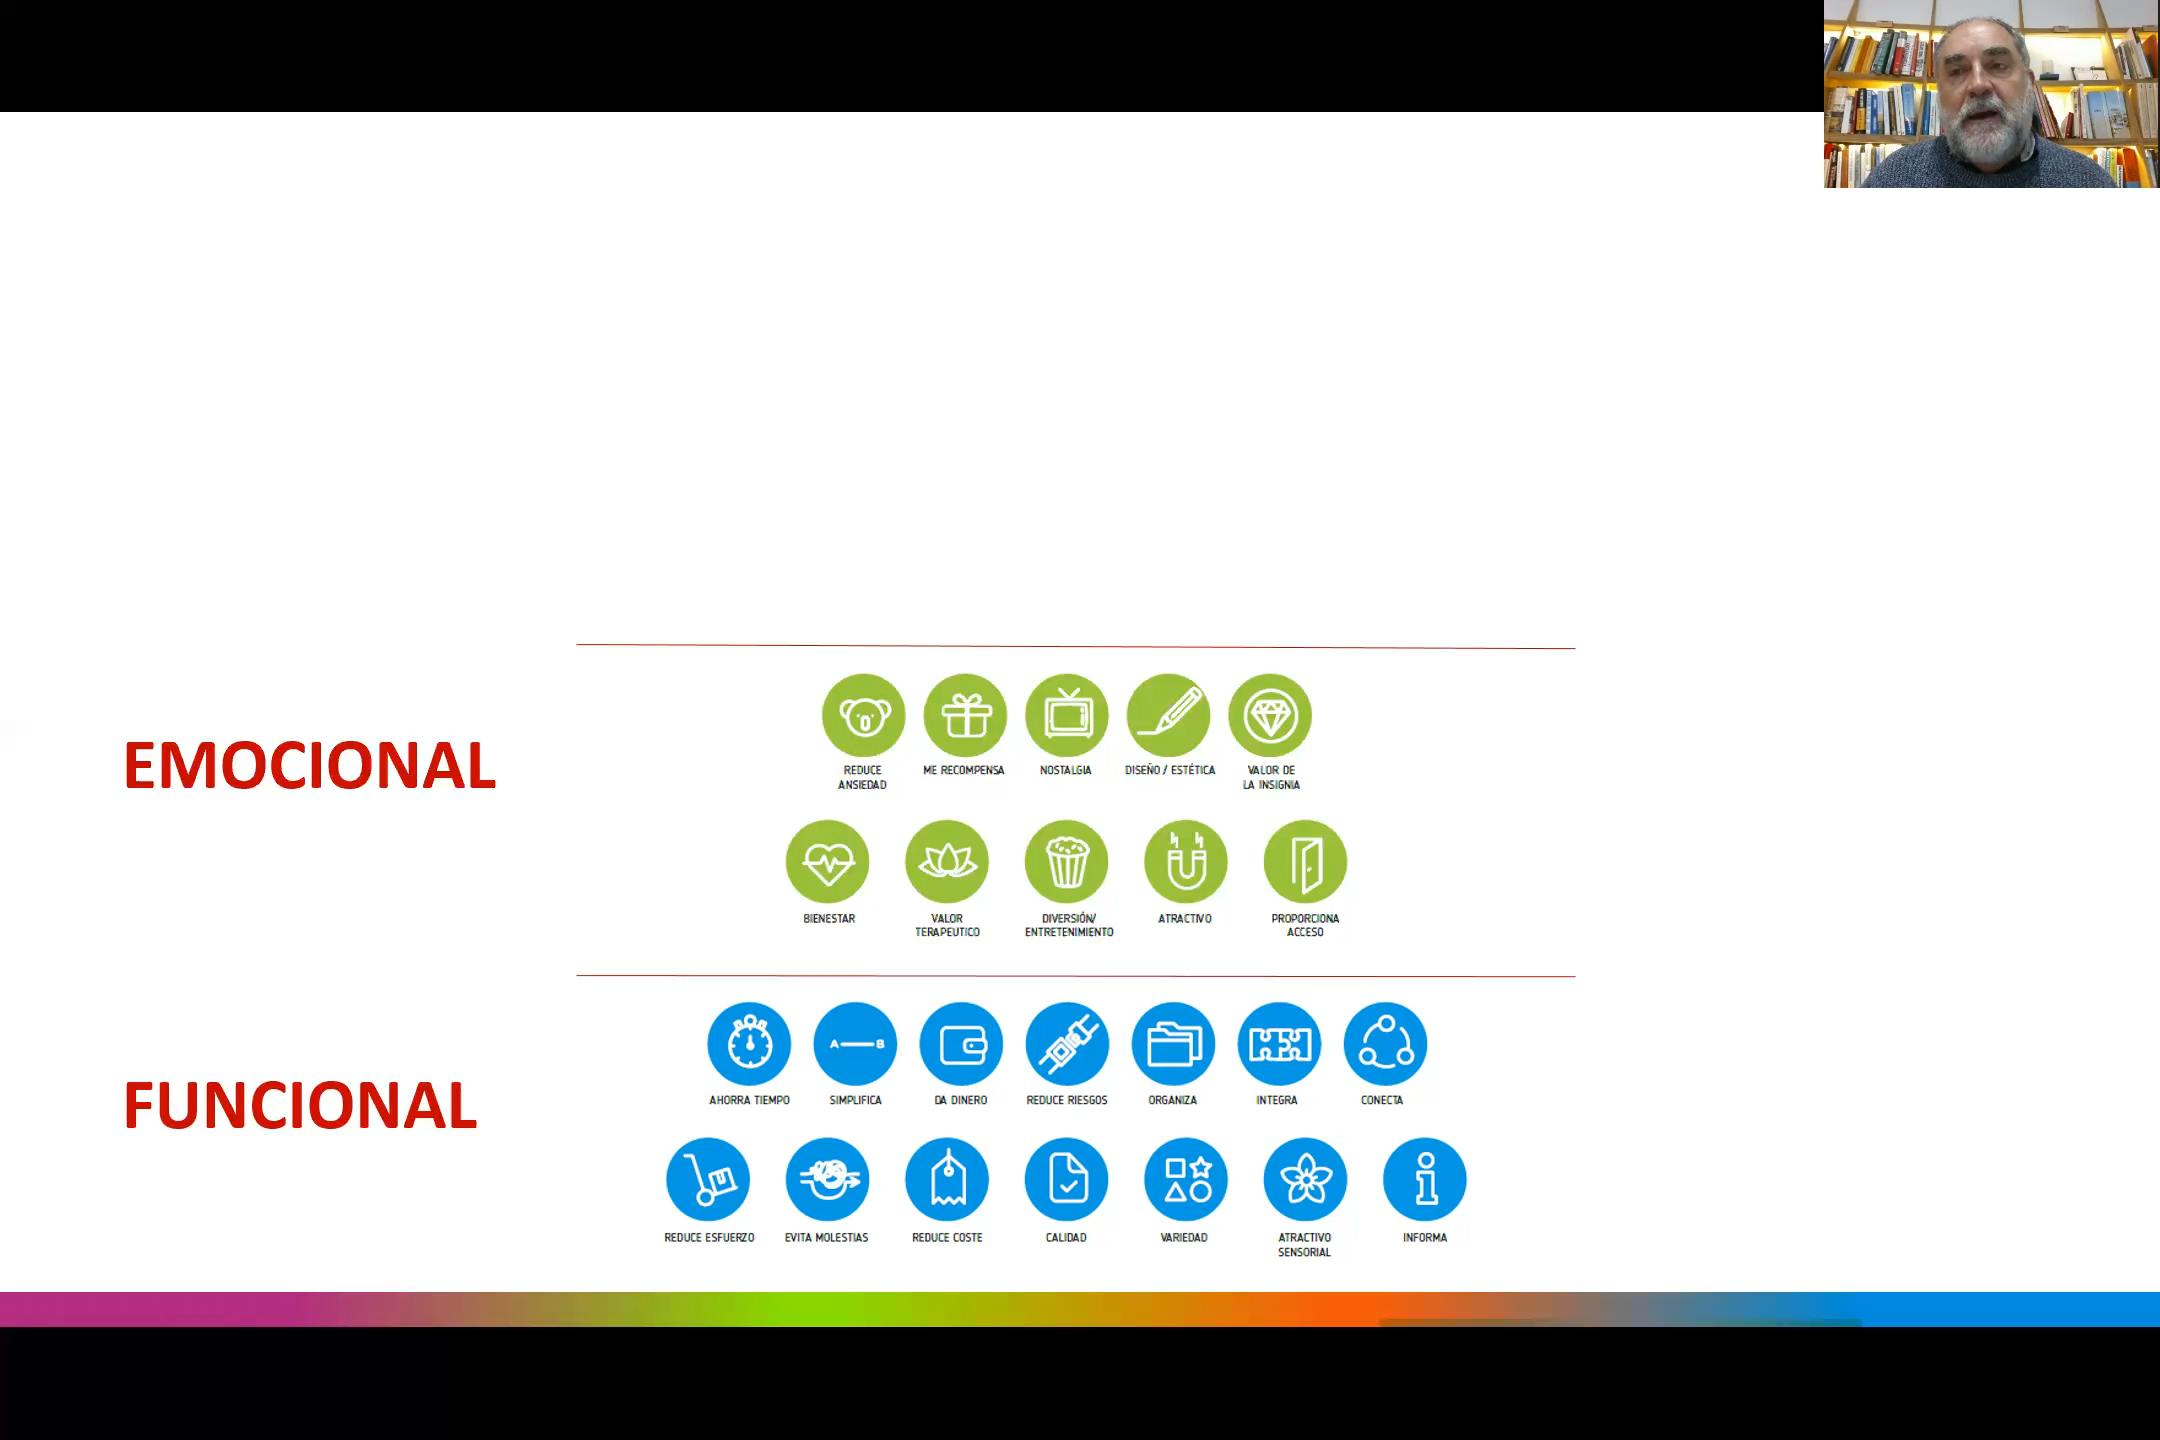 EMOCIONAL
REDUCE
ANSIEDAD
ME RECOMPENSA
NOSTALGIA
DISEÑO / ESTÉTICA
VALOR DE
LA INSIGNIA
BIENESTAR
VALOR
TERAPEUTICO
DIVERSIÓN/
ENTRETENIMIENTO
ATRACTIVO
PROPORCIONA
ACCESO
FUNCIONAL
A B
AHORRA TIEMPO
SIMPLIFICA
DA DINERO
REDUCE RIESGOS
ORGANIZA
INTEGRA
CONECTA
REDUCE ESFUERZO
EVITA MOLESTIAS
REDUCE COSTE
CALIDAD
VARIEDAD
ATRACTIVO
SENSORIAL
INFORMA